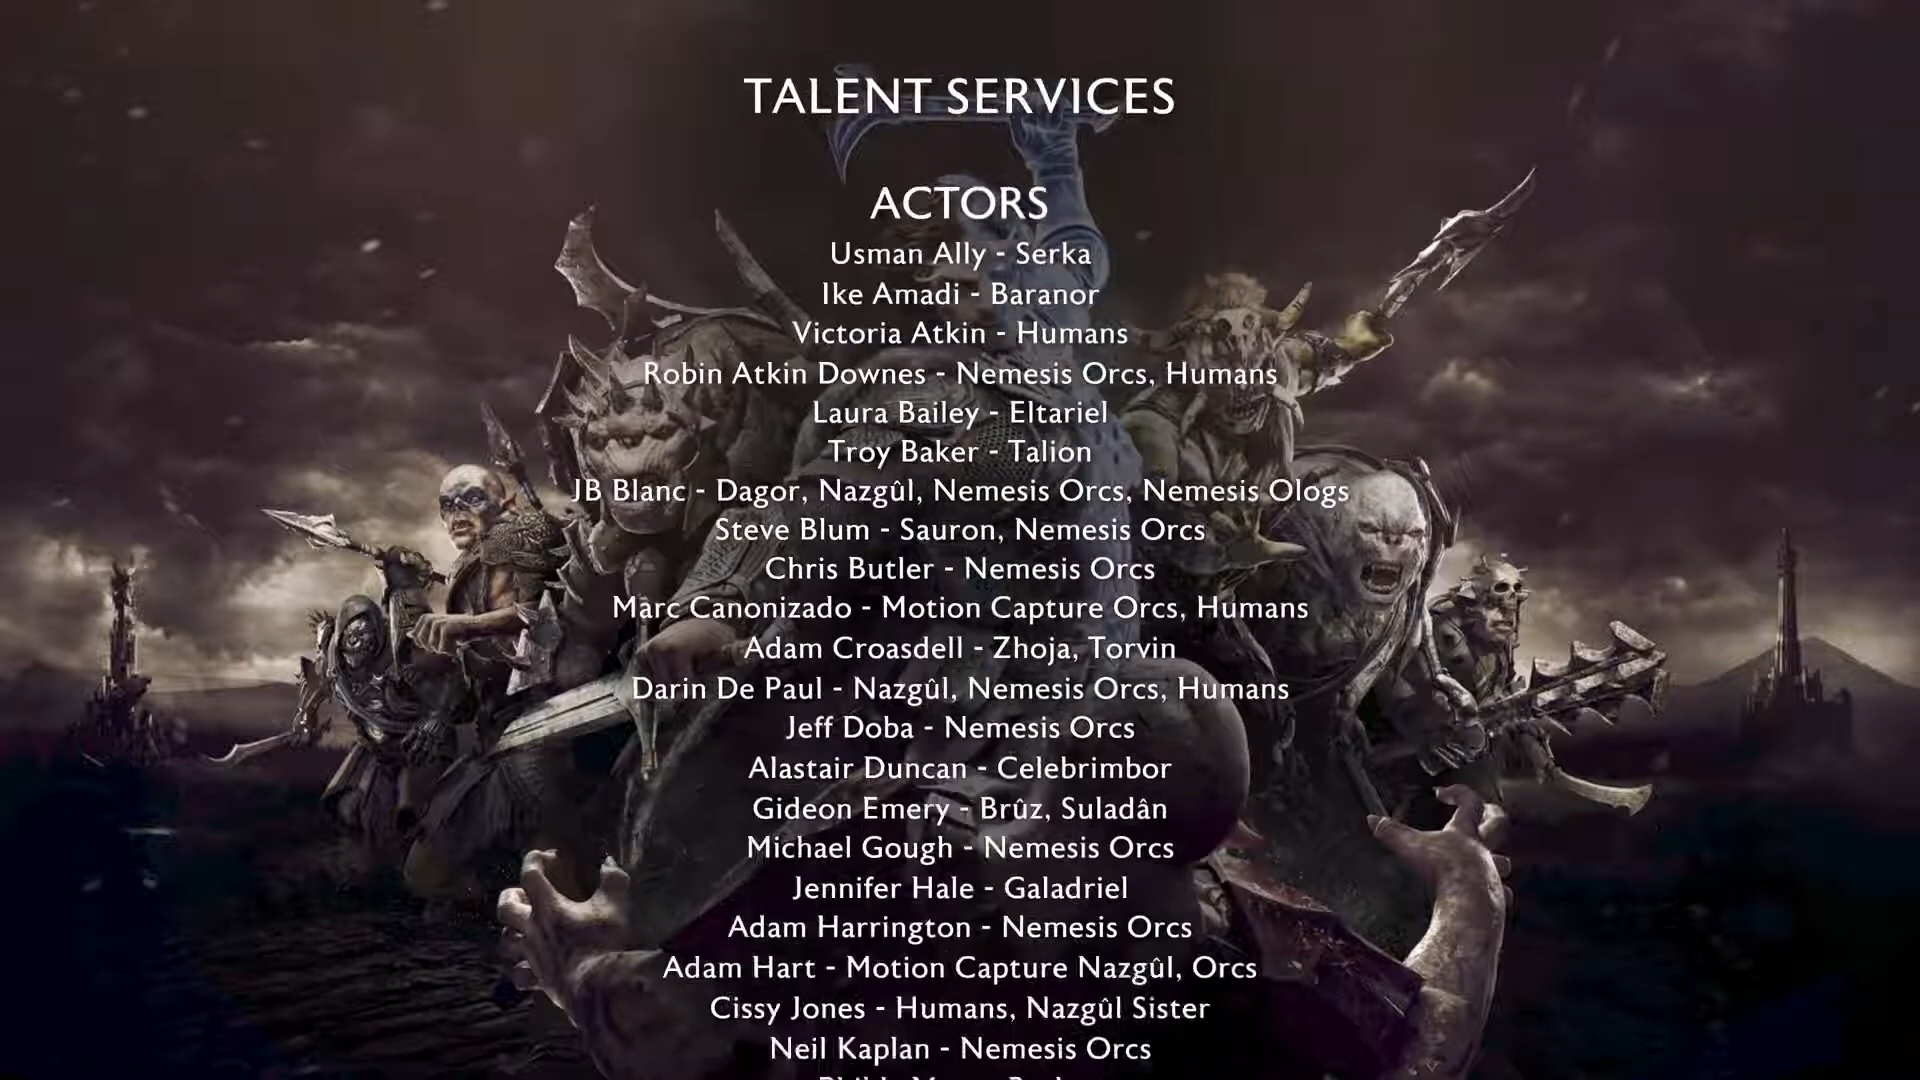 TALENT SERVICES
ACTORS
Usman Ally - Serka
Ike Amadi - Baranor
Victoria Atkin - Humans
Robin Atkin Downes - Nemesis Orcs, Humans
Laura Bailey - Eltariel
Troy Baker - Talion
JB Blanc - Dagor, Nazgûl, Nemesis Orcs, Nemesis Ologs
Steve Blum - Sauron, Nemesis Orcs
Chris Butler - Nemesis Orcs
Marc Canonizado - Motion Capture Orcs, Humans
Adam Croasdell - Zhoja, Torvin
Darin De Paul - Nazgûl, Nemesis Orcs, Humans
Jeff Doba - Nemesis Orcs
Alastair Duncan - Celebrimbor
Gideon Emery - Brûz, Suladân
Michael Gough - Nemesis Orcs
Jennifer Hale - Galadriel
Adam Harrington - Nemesis Orcs
Adam Hart - Motion Capture Nazgûl, Orcs
Cissy Jones - Humans, Nazgûl Sister
Neil Kaplan - Nemesis Orcs